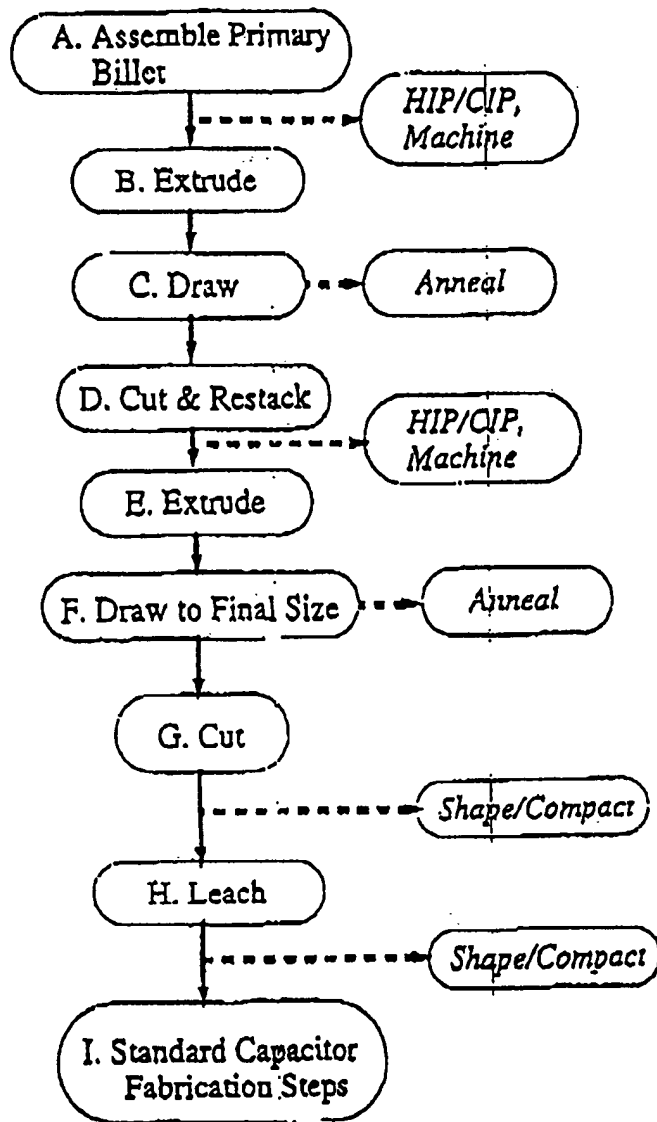 A. Assemble Primary
Billet
HIP/CIP,
Machine
B. Extrude
C. Draw
Anneal
D. Cut & Restack
HIP/CIP,
Machine
E. Extrude
F. Draw to Final Size
Anneal
G. Cut
Shape/Compact
H. Leach
Shape/Compact
I. Standard Capacitor
Fabrication Steps